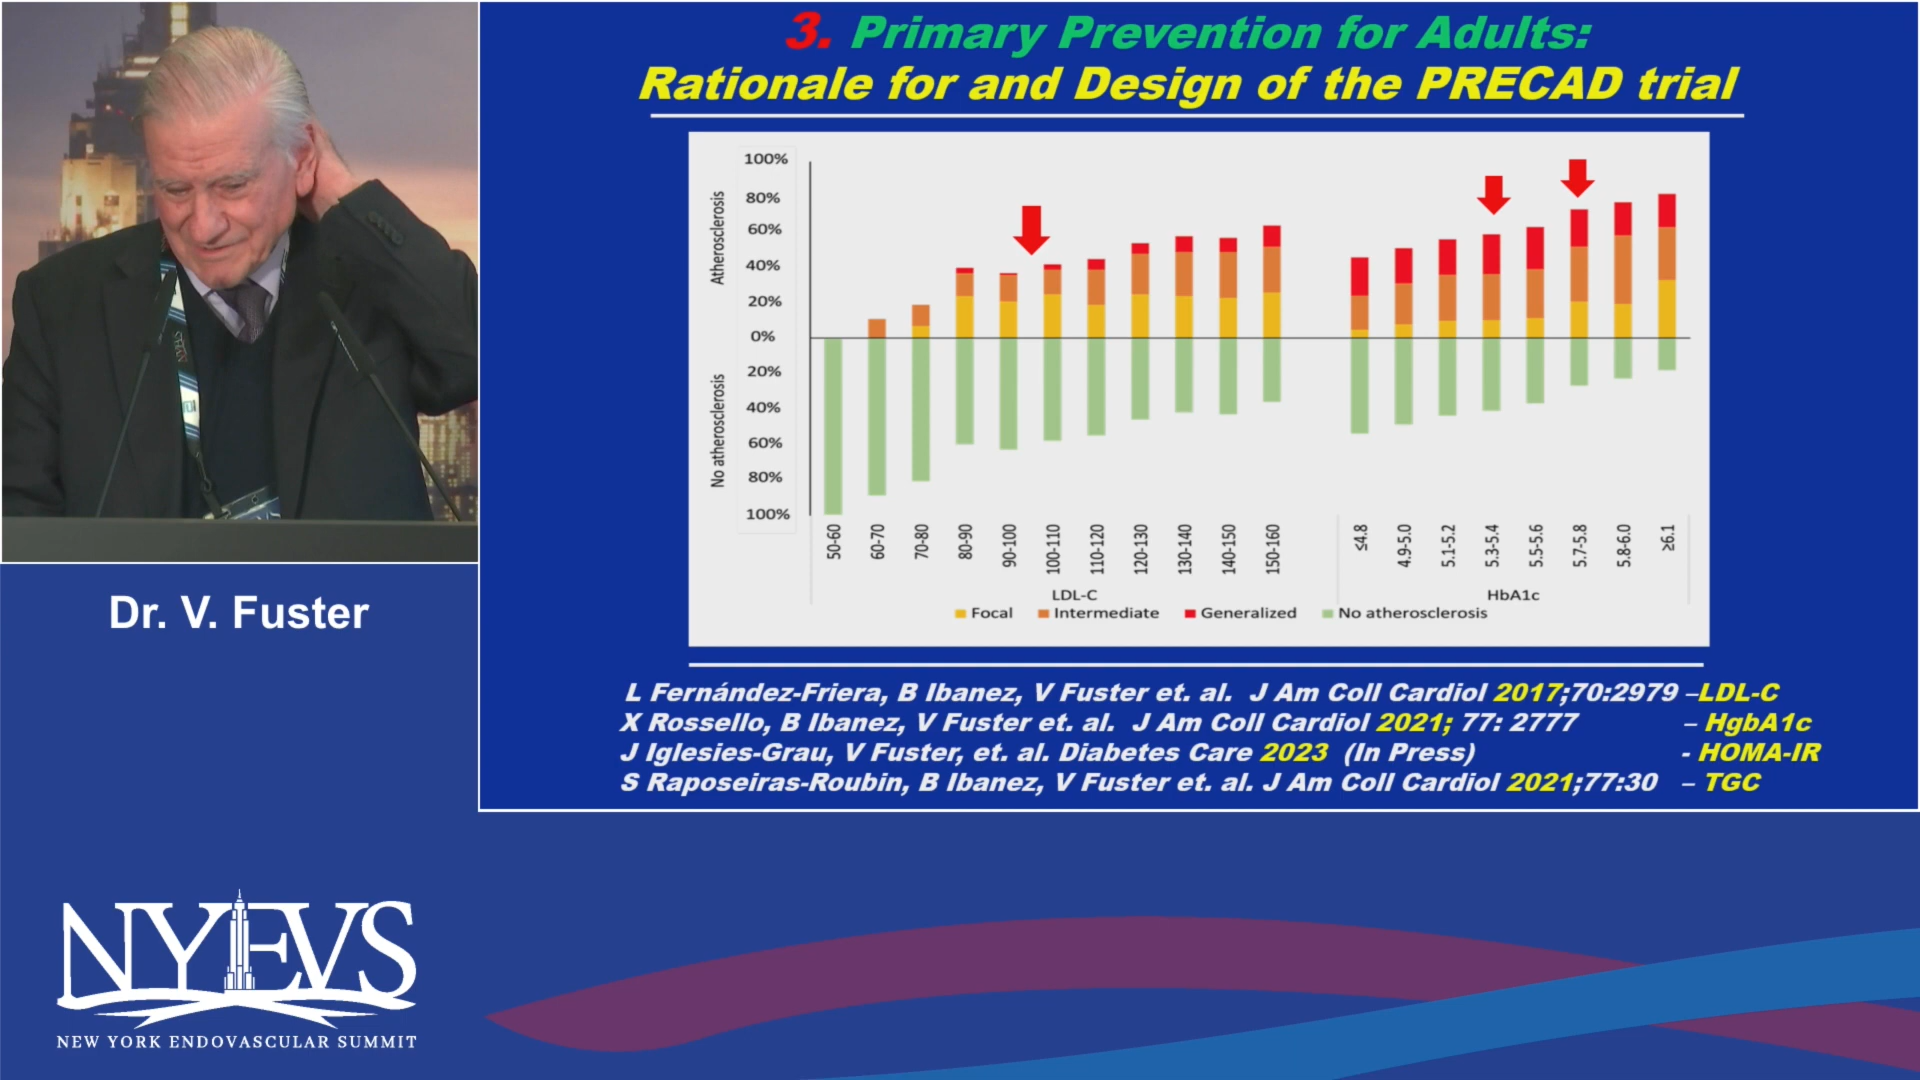 3. Primary Prevention for Adults:
Rationale for and Design of the PRECAD trial
Atherosclerosis
No atherosclerosis
100%
80%
60%
40%
20%
0%
20%
40%
60%
80%
100%
50-60
60-70
70-80
80-90
90-100
100-110
110-120
120-130
130-140
140-150
150-160
≤4.8
4.9-5.0
5.1-5.2
5.3-5.4
5.5-5.6
5.7-5.8
5.8-6.0
≥6.1
LDL-C
HbA1c
Focal Intermediate Generalized No atherosclerosis
L Fernández-Friera, B Ibanez, V Fuster et. al. J Am Coll Cardiol 2017;70:2979 –LDL-C
X Rossello, B Ibanez, V Fuster et. al. J Am Coll Cardiol 2021; 77: 2777 – HgbA1c
J Iglesies-Grau, V Fuster, et. al. Diabetes Care 2023 (In Press) - HOMA-IR
S Raposeiras-Roubin, B Ibanez, V Fuster et. al. J Am Coll Cardiol 2021;77:30 – TGC
Dr. V. Fuster
NYEVS
NEW YORK ENDOVASCULAR SUMMIT